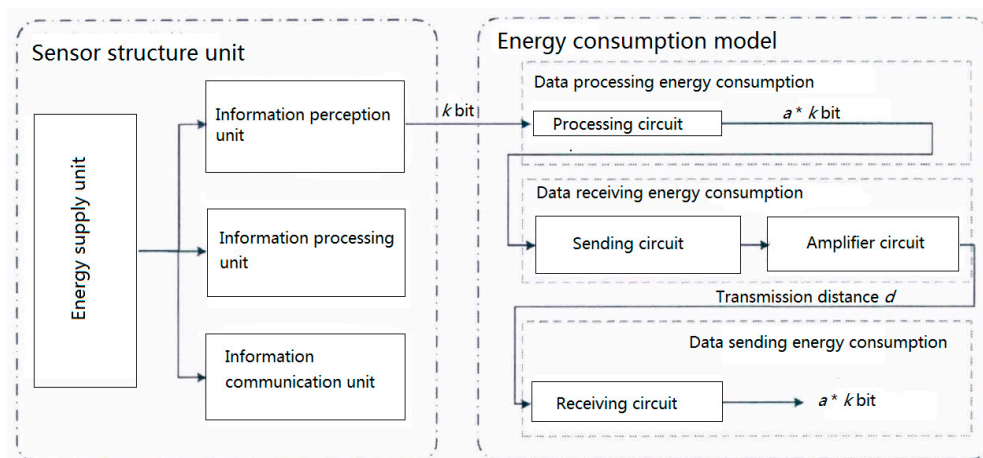 Sensor structure unit
Energy supply unit
Information perception
unit
Information processing
unit
Information
communication unit
k bit
Energy consumption model
Data processing energy consumption
Processing circuit
a * k bit
Data receiving energy consumption
Sending circuit
Amplifier circuit
Transmission distance d
Data sending energy consumption
Receiving circuit
a * k bit